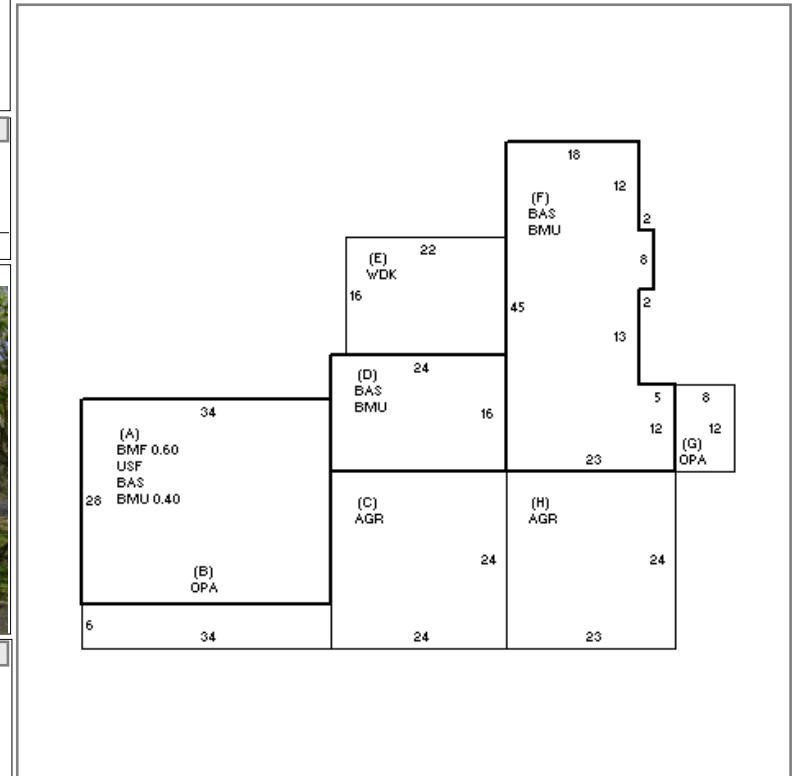 18
12
(F)
BAS
BMU
2
22
(E)
WDK
8
16
2
45
13
24
(D)
BAS
BMU
16
5
8
12
12
(G)
OPA
23
34
(A)
BMF 0.60
USF
BAS
BMU 0.40
28
(B)
OPA
6
34
(C)
AGR
24
24
(H)
AGR
24
23